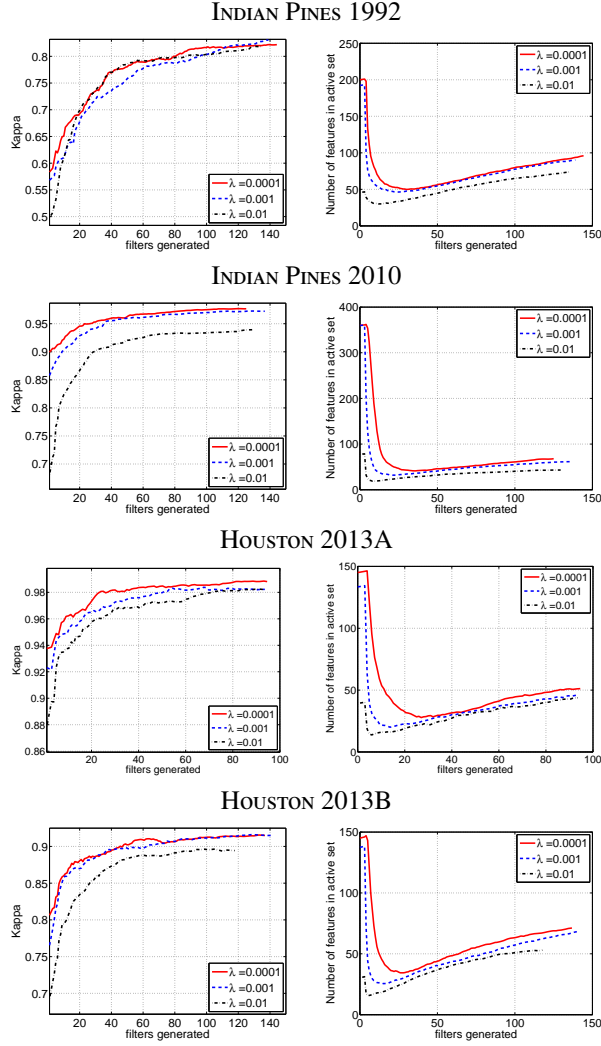 INDIAN PINES 1992
Kappa
0.8
0.75
0.7
0.65
0.6
0.55
0.5
20 40 60 80 100 120 140
filters generated
λ =0.0001
λ =0.001
λ =0.01
Number of features in active set
250
200
150
100
50
0
0 50 100 150
filters generated
λ =0.0001
λ =0.001
λ =0.01
INDIAN PINES 2010
Kappa
0.95
0.9
0.85
0.8
0.75
0.7
20 40 60 80 100 120 140
filters generated
λ =0.0001
λ =0.001
λ =0.01
Number of features in active set
400
300
200
100
0
0 50 100 150
filters generated
λ =0.0001
λ =0.001
λ =0.01
HOUSTON 2013A
Kappa
0.98
0.96
0.94
0.92
0.9
0.88
0.86
20 40 60 80 100
filters generated
λ =0.0001
λ =0.001
λ =0.01
Number of features in active set
150
100
50
0
0 20 40 60 80 100
filters generated
λ =0.0001
λ =0.001
λ =0.01
HOUSTON 2013B
Kappa
0.9
0.85
0.8
0.75
0.7
20 40 60 80 100 120 140
filters generated
λ =0.0001
λ =0.001
λ =0.01
Number of features in active set
150
100
50
0
0 50 100 150
filters generated
λ =0.0001
λ =0.001
λ =0.01